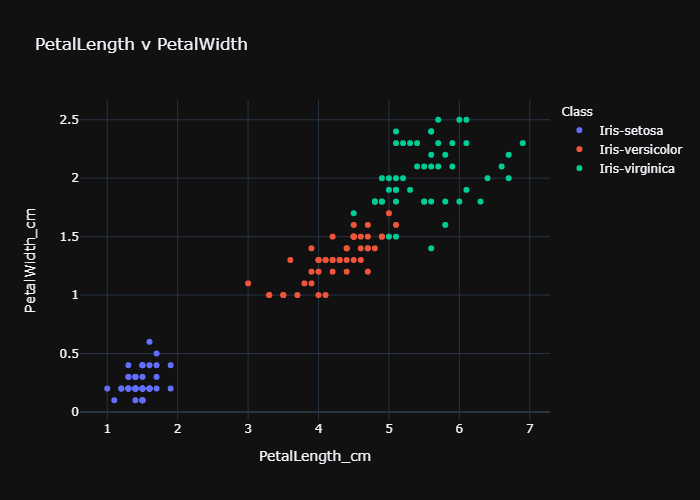 PetalLength v PetalWidth
Class
Iris-setosa
Iris-versicolor
Iris-virginica
PetalWidth_cm
2.5
2
1.5
1
0.5
0
1 2 3 4 5 6 7
PetalLength_cm